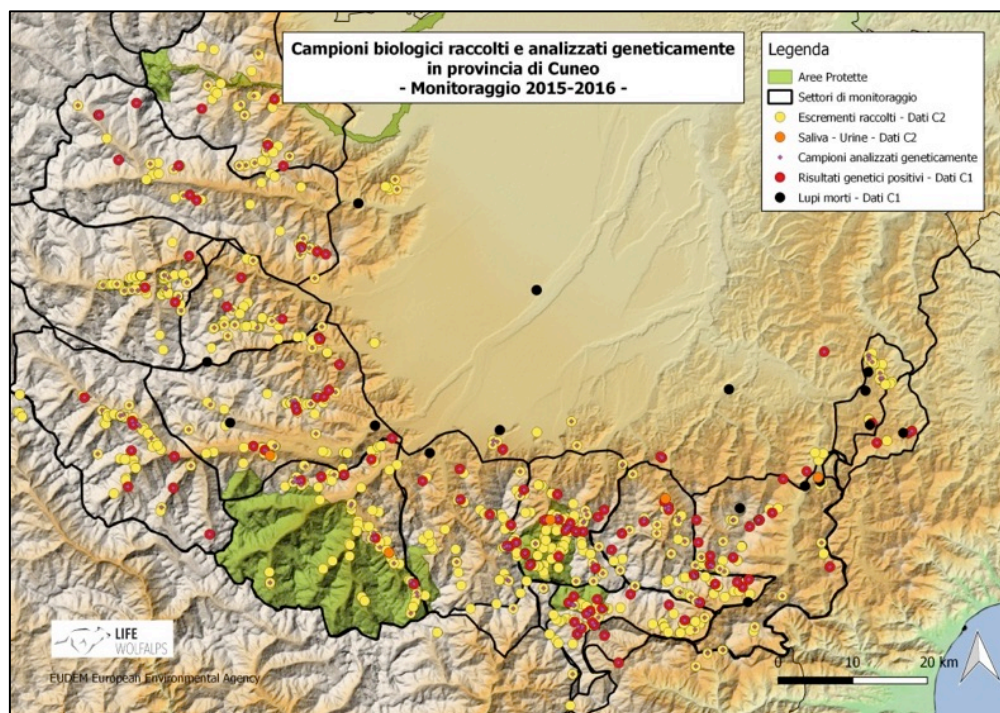 Campioni biologici raccolti e analizzati geneticamente
in provincia di Cuneo
- Monitoraggio 2015-2016 -
Legenda
Aree Protette
Settori di monitoraggio
Escrementi raccolti - Dati C2
Saliva - Urine - Dati C2
Campioni analizzati geneticamente
Risultati genetici positivi - Dati C1
Lupi morti - Dati C1
LIFE
WOLFALPS
EUDEM European Environmental Agency
0 10 20 km